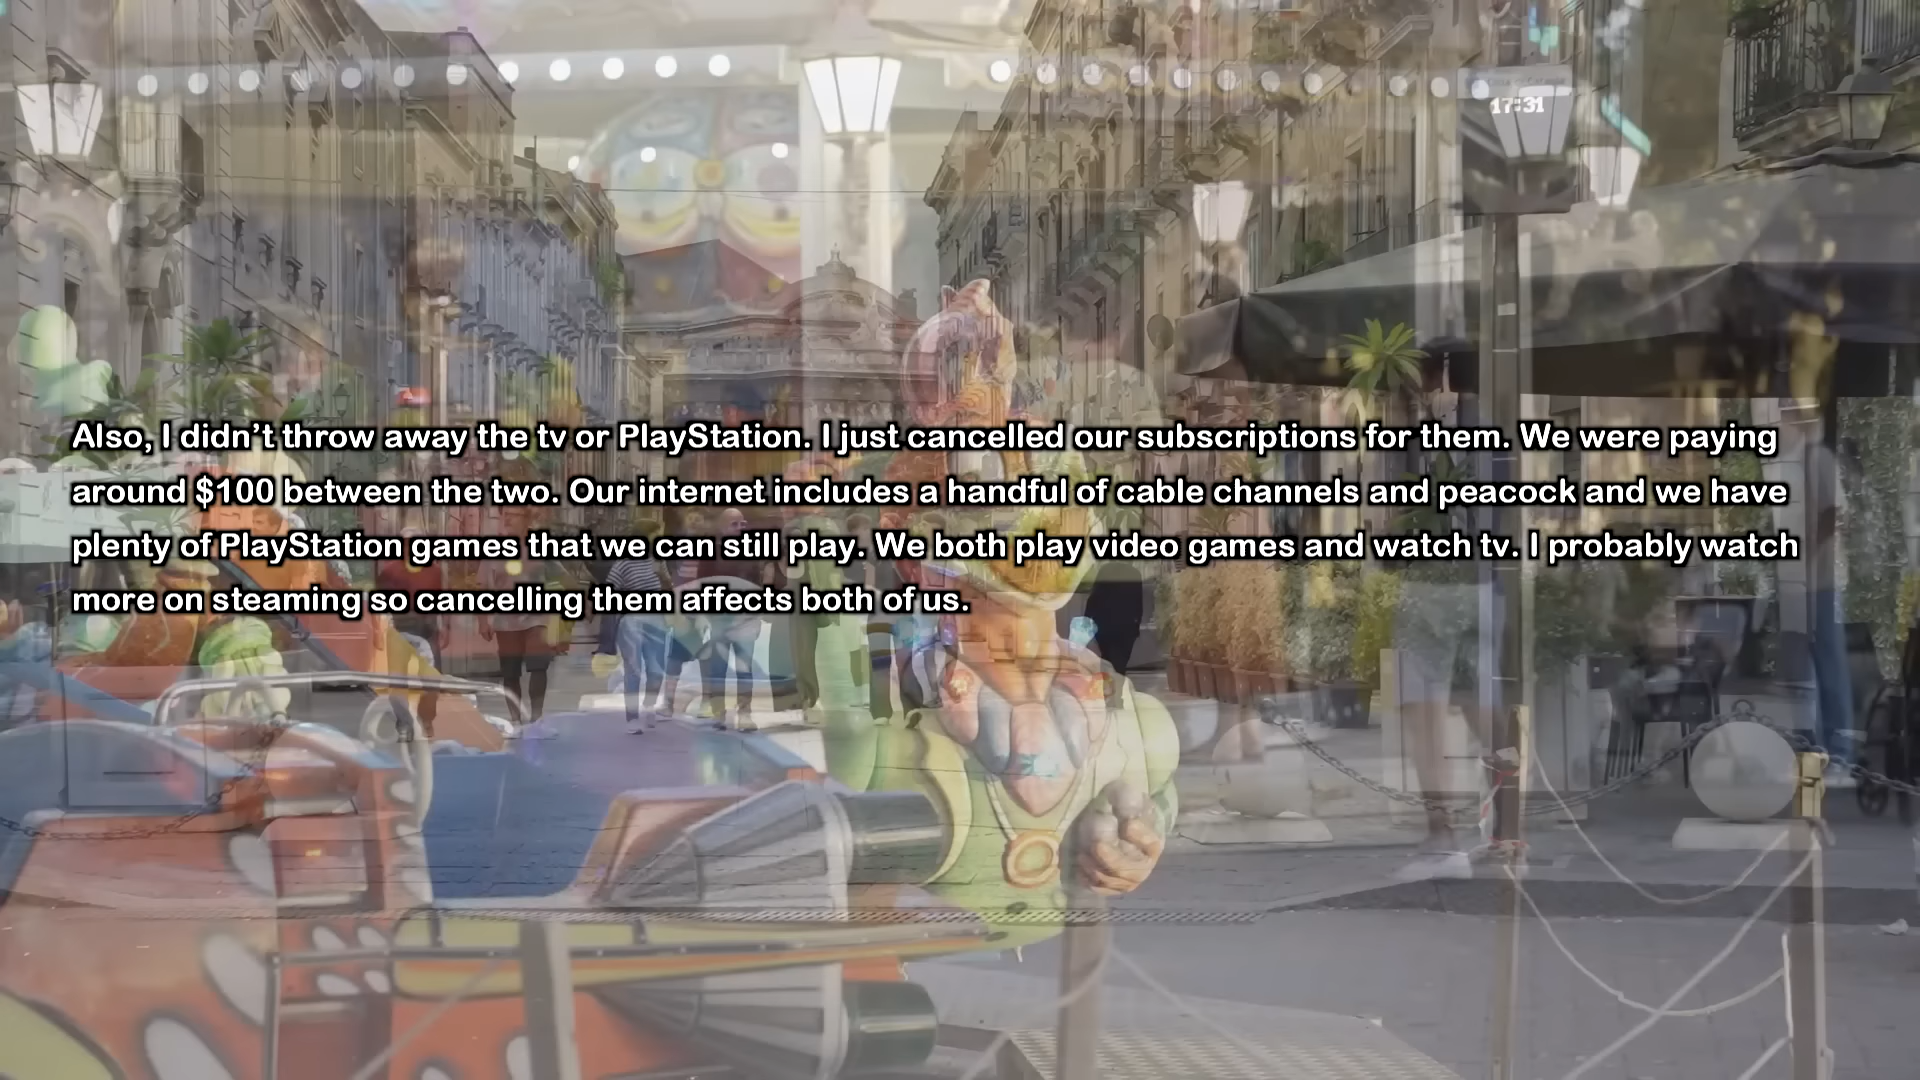 17:31
Also, I didn’t throw away the tv or PlayStation. I just cancelled our subscriptions for them. We were paying
around $100 between the two. Our internet includes a handful of cable channels and peacock and we have
plenty of PlayStation games that we can still play. We both play video games and watch tv. I probably watch
more on steaming so cancelling them affects both of us.